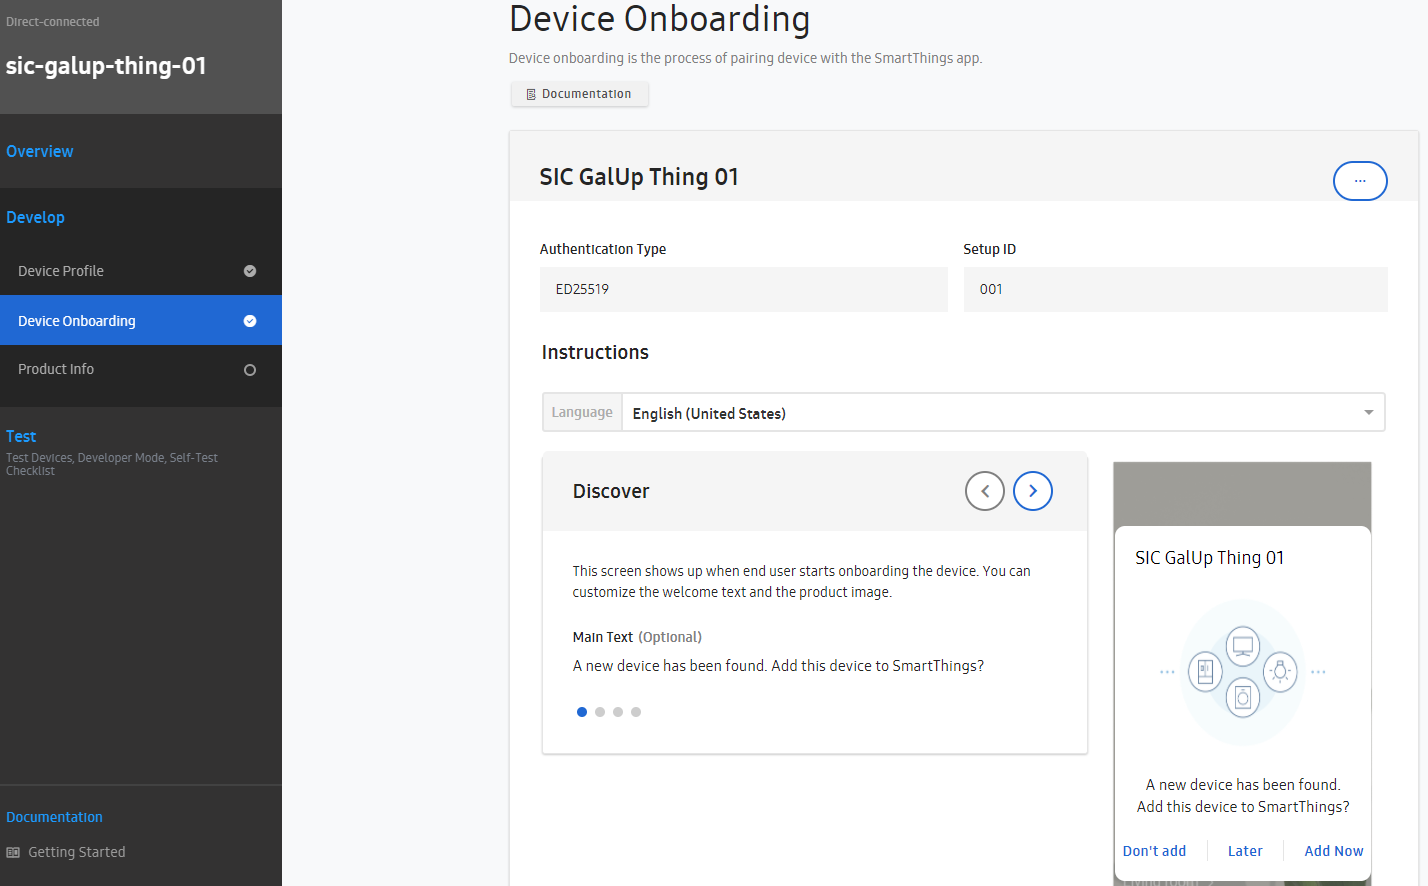 Direct-connected
sic-galup-thing-01
Overview
Develop
Device Profile
Device Onboarding
Product Info
Test
Test Devices, Developer Mode, Self-Test
Checklist
Documentation
Getting Started
Device Onboarding
Device onboarding is the process of pairing device with the SmartThings app.
Documentation
SIC GalUp Thing 01
...
Authentication Type
Setup ID
ED25519
001
Instructions
Language
English (United States)
Discover
This screen shows up when end user starts onboarding the device. You can
customize the welcome text and the product image.
Main Text (Optional)
A new device has been found. Add this device to SmartThings?
SIC GalUp Thing 01
A new device has been found.
Add this device to SmartThings?
Don't add
Later
Add Now